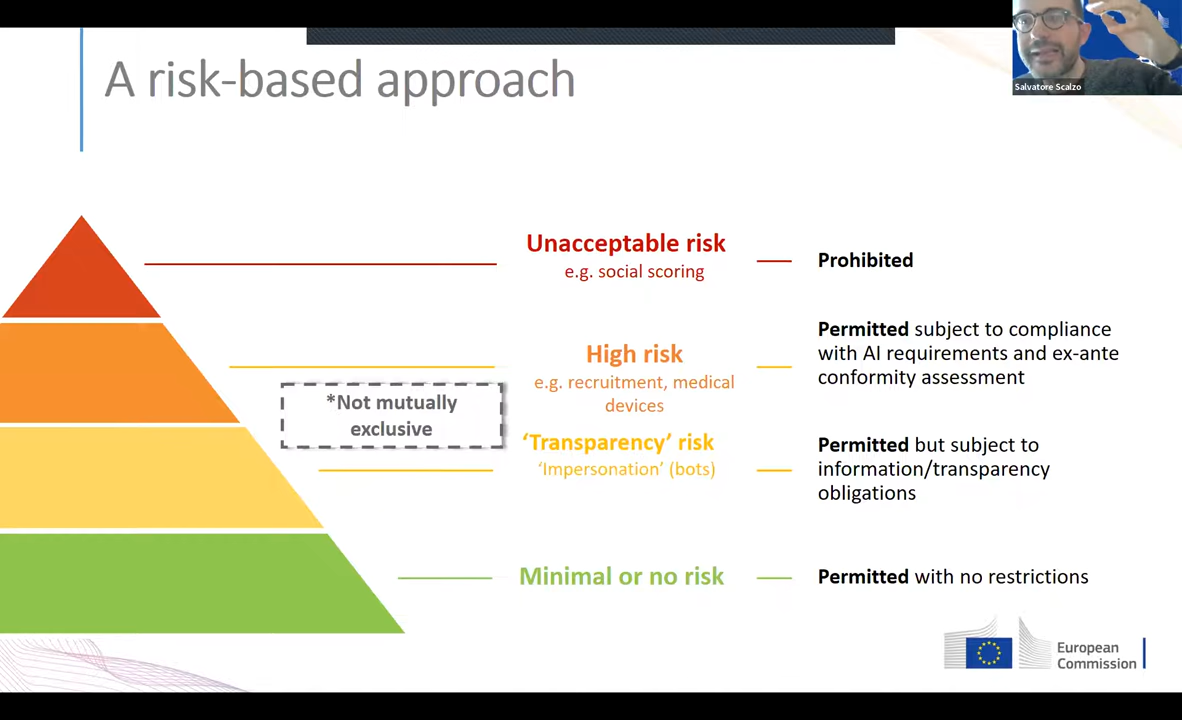 A risk-based approach
Salvatore Scalzo
Unacceptable risk
e.g. social scoring
Prohibited
High risk
e.g. recruitment, medical
devices
Permitted subject to compliance
with AI requirements and ex-ante
conformity assessment
*Not mutually
exclusive
‘Transparency’ risk
‘Impersonation’ (bots)
Permitted but subject to
information/transparency
obligations
Minimal or no risk
Permitted with no restrictions
European
Commission